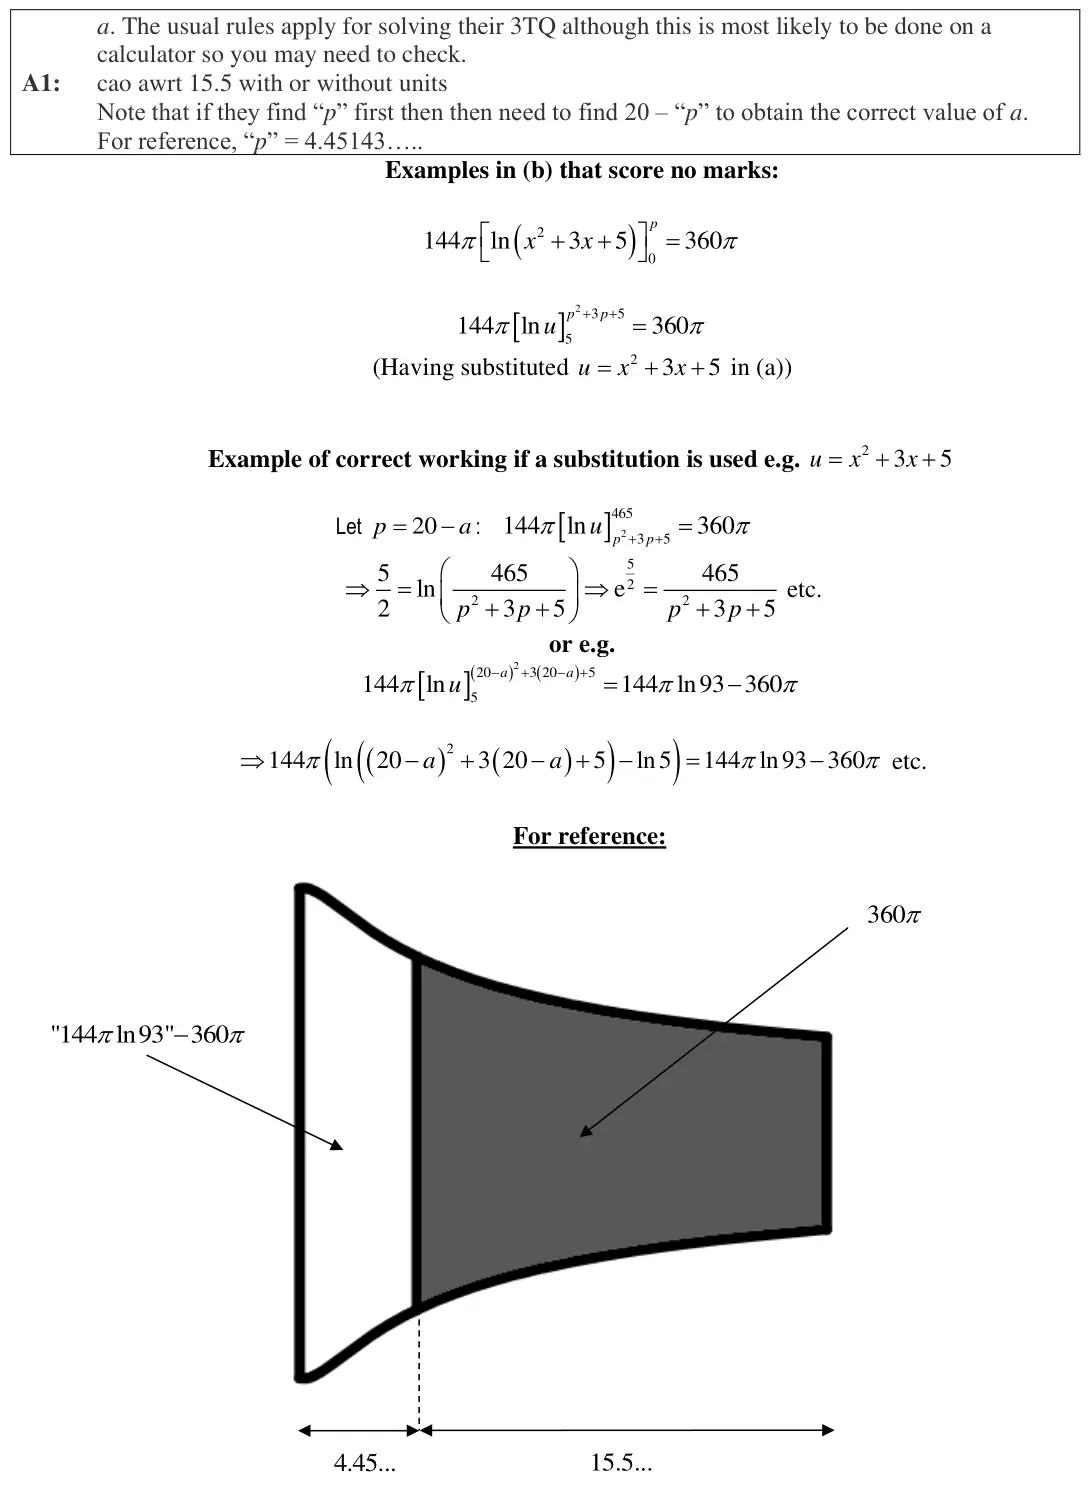 a. The usual rules apply for solving their 3TQ although this is most likely to be done on a
calculator so you may need to check.
A1: cao awrt 15.5 with or without units
Note that if they find “p” first then then need to find 20 – “p” to obtain the correct value of a.
For reference, “p” = 4.45143…..
Examples in (b) that score no marks:
144π[ln(x² + 3x + 5)]₀ᵖ = 360π
144π[ln u]₅^(p²+3p+5) = 360π
(Having substituted u = x² + 3x + 5 in (a))
Example of correct working if a substitution is used e.g. u = x² + 3x + 5
Let p = 20 – a: 144π[ln u]_(p²+3p+5)^(465) = 360π
⇒ 5/2 = ln(465/(p² + 3p + 5)) ⇒ e^(5/2) = 465/(p² + 3p + 5) etc.
or e.g.
144π[ln u]₅^((20–a)²+3(20–a)+5) = 144π ln 93 – 360π
⇒ 144π(ln((20 – a)² + 3(20 – a) + 5) – ln 5) = 144π ln 93 – 360π etc.
For reference:
360π
"144π ln 93" – 360π
4.45... 15.5...